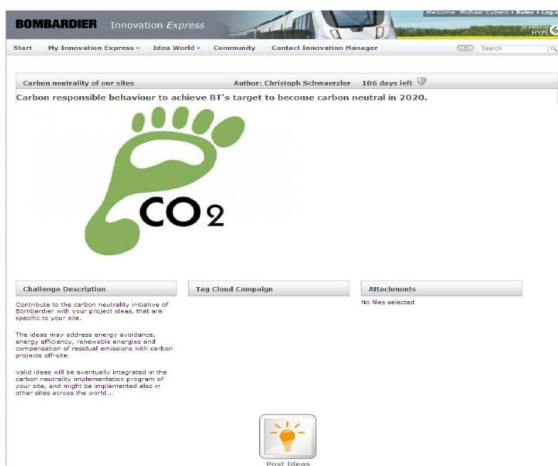 Welcome Michael Cubero • Roles • Log o
BOMBARDIER Innovation Express
HYPE
Start My Innovation Express Idea World Community Contact Innovation Manager Search
Carbon neutrality of our sites Author: Christoph Schwaerzler 106 days left
Carbon responsible behaviour to achieve BT's target to become carbon neutral in 2020.
CO2
Challenge Description Tag Cloud Campaign Attachments
Contribute to the carbon neutrality initiative of No files selected
Bombardier with your project ideas, that are
specific to your site.
The ideas may address energy avoidance,
energy efficiency, renewable energies and
compensation of residual emissions with carbon
projects off-site.
Valid ideas will be eventually integrated in the
carbon neutrality implementation program of
your site, and might be implemented also in
other sites across the world...
Post Ideas